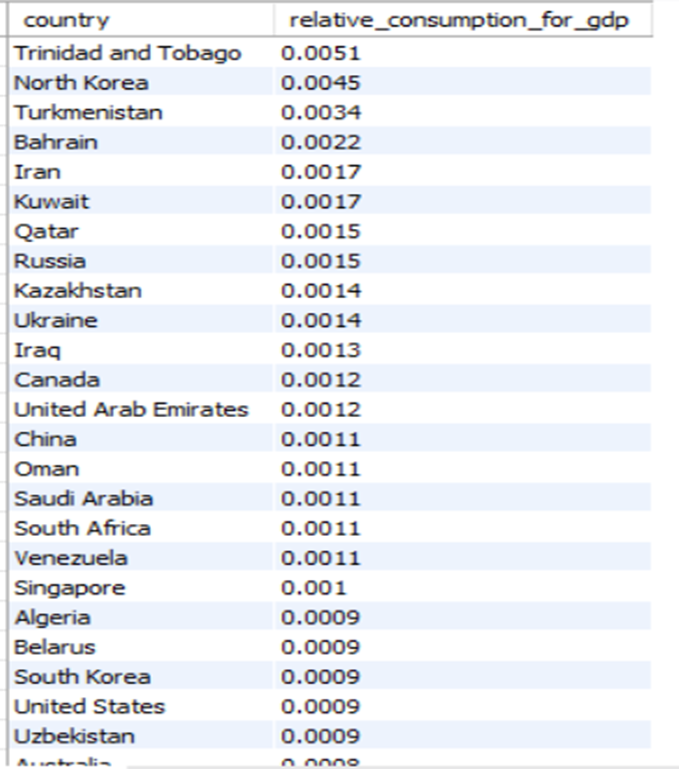 country relative_consumption_for_gdp
Trinidad and Tobago 0.0051
North Korea 0.0045
Turkmenistan 0.0034
Bahrain 0.0022
Iran 0.0017
Kuwait 0.0017
Qatar 0.0015
Russia 0.0015
Kazakhstan 0.0014
Ukraine 0.0014
Iraq 0.0013
Canada 0.0012
United Arab Emirates 0.0012
China 0.0011
Oman 0.0011
Saudi Arabia 0.0011
South Africa 0.0011
Venezuela 0.0011
Singapore 0.001
Algeria 0.0009
Belarus 0.0009
South Korea 0.0009
United States 0.0009
Uzbekistan 0.0009
Australia 0.0008